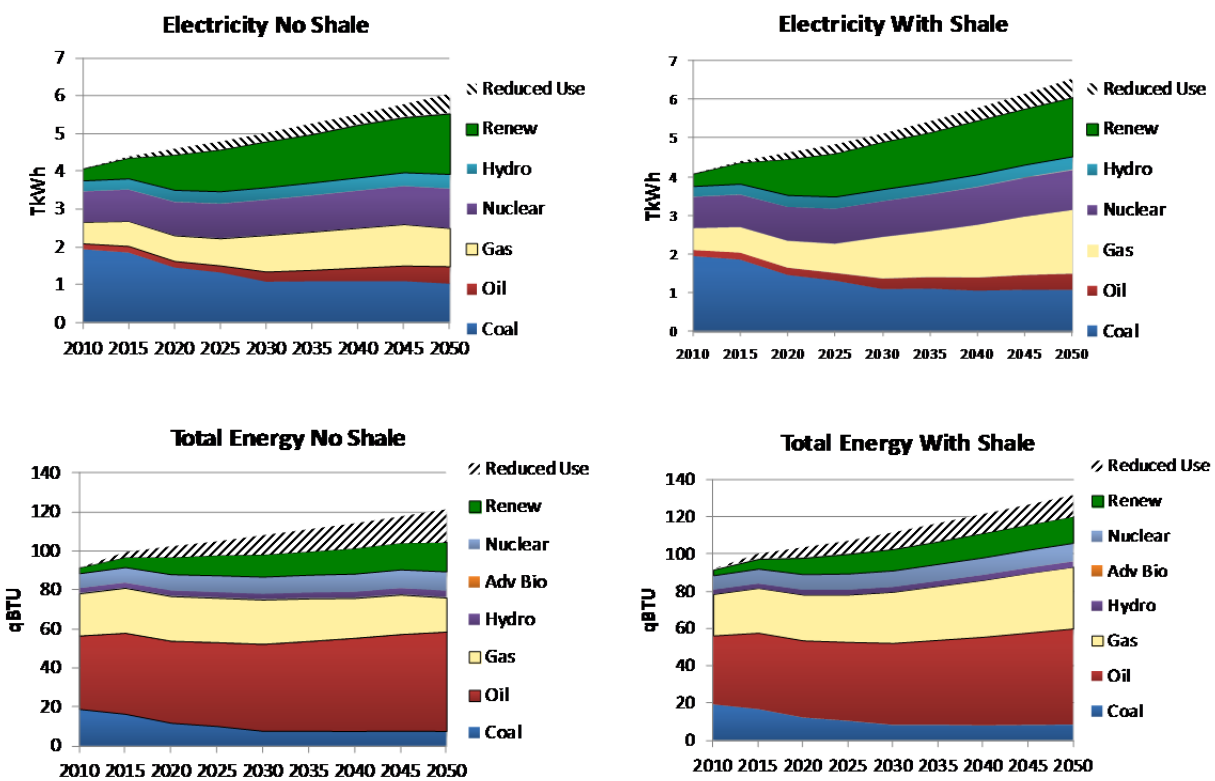 Electricity No Shale
7
6
5
4
3
2
1
0
TkWh
2010 2015 2020 2025 2030 2035 2040 2045 2050
Reduced Use
Renew
Hydro
Nuclear
Gas
Oil
Coal
Electricity With Shale
7
6
5
4
3
2
1
0
TkWh
2010 2015 2020 2025 2030 2035 2040 2045 2050
Reduced Use
Renew
Hydro
Nuclear
Gas
Oil
Coal
Total Energy No Shale
140
120
100
80
60
40
20
0
qBTU
2010 2015 2020 2025 2030 2035 2040 2045 2050
Reduced Use
Renew
Nuclear
Adv Bio
Hydro
Gas
Oil
Coal
Total Energy With Shale
140
120
100
80
60
40
20
0
qBTU
2010 2015 2020 2025 2030 2035 2040 2045 2050
Reduced Use
Renew
Nuclear
Adv Bio
Hydro
Gas
Oil
Coal